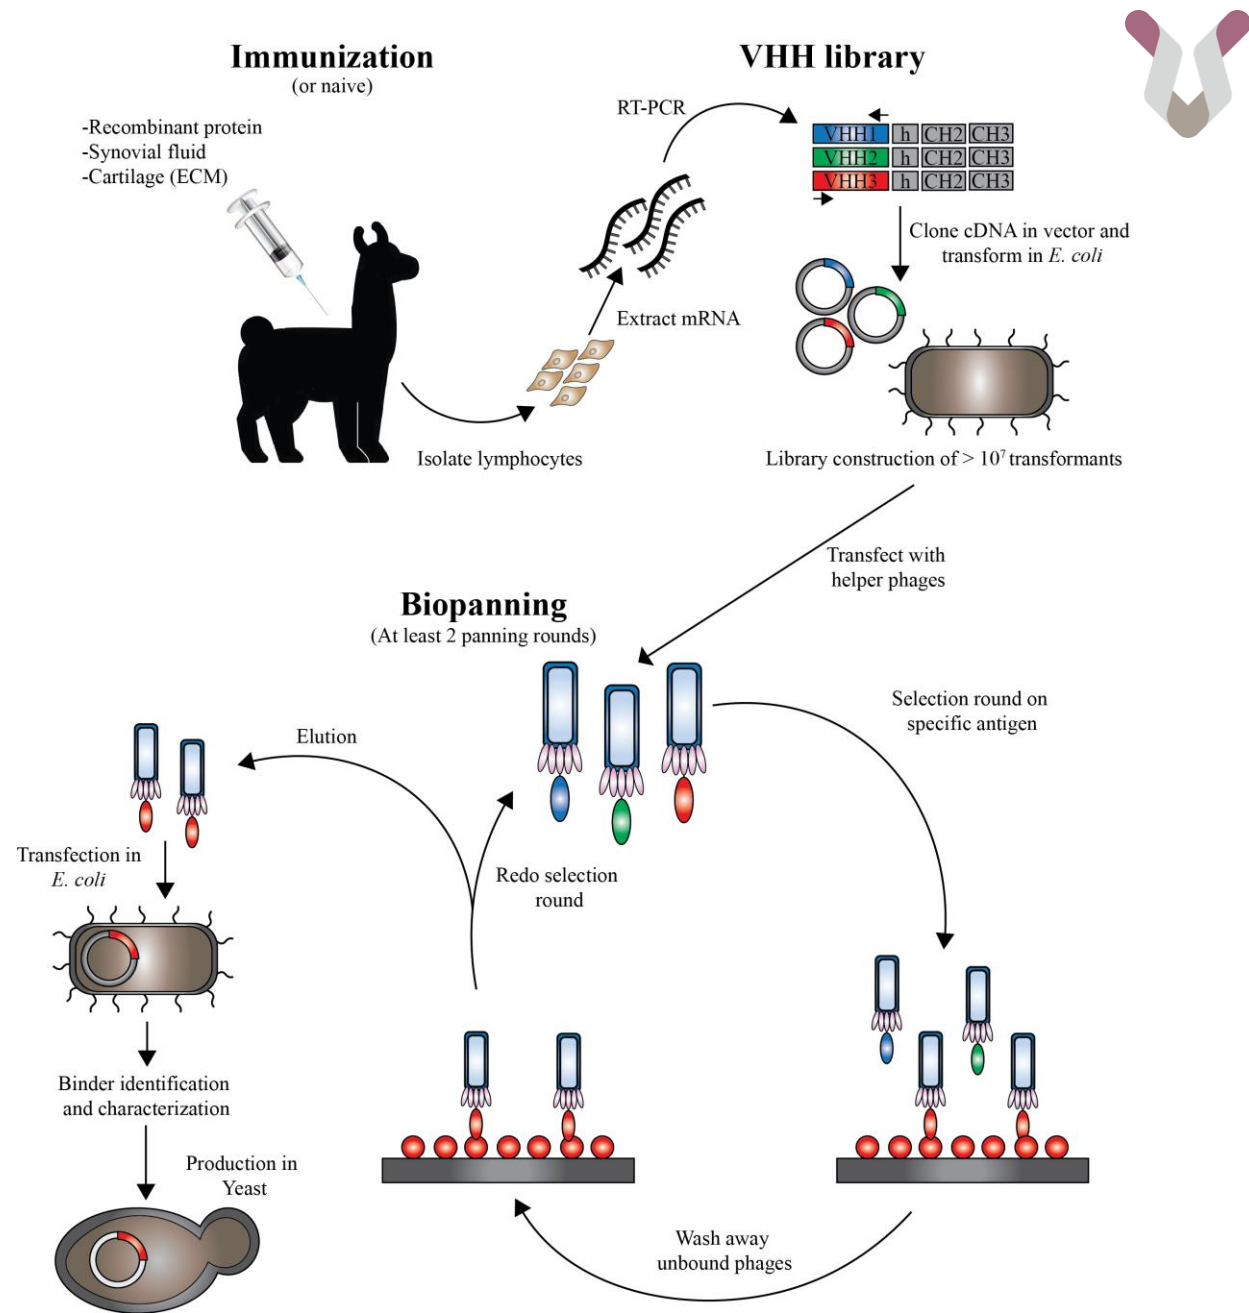 Immunization
(or naive)
-Recombinant protein
-Synovial fluid
-Cartilage (ECM)
Isolate lymphocytes
Extract mRNA
RT-PCR
VHH library
VHH1 h CH2 CH3
VHH2 h CH2 CH3
VHH3 h CH2 CH3
Clone cDNA in vector and
transform in E. coli
Library construction of > 10⁷ transformants
Transfect with
helper phages
Biopanning
(At least 2 panning rounds)
Selection round on
specific antigen
Wash away
unbound phages
Redo selection
round
Elution
Transfection in
E. coli
Binder identification
and characterization
Production in
Yeast